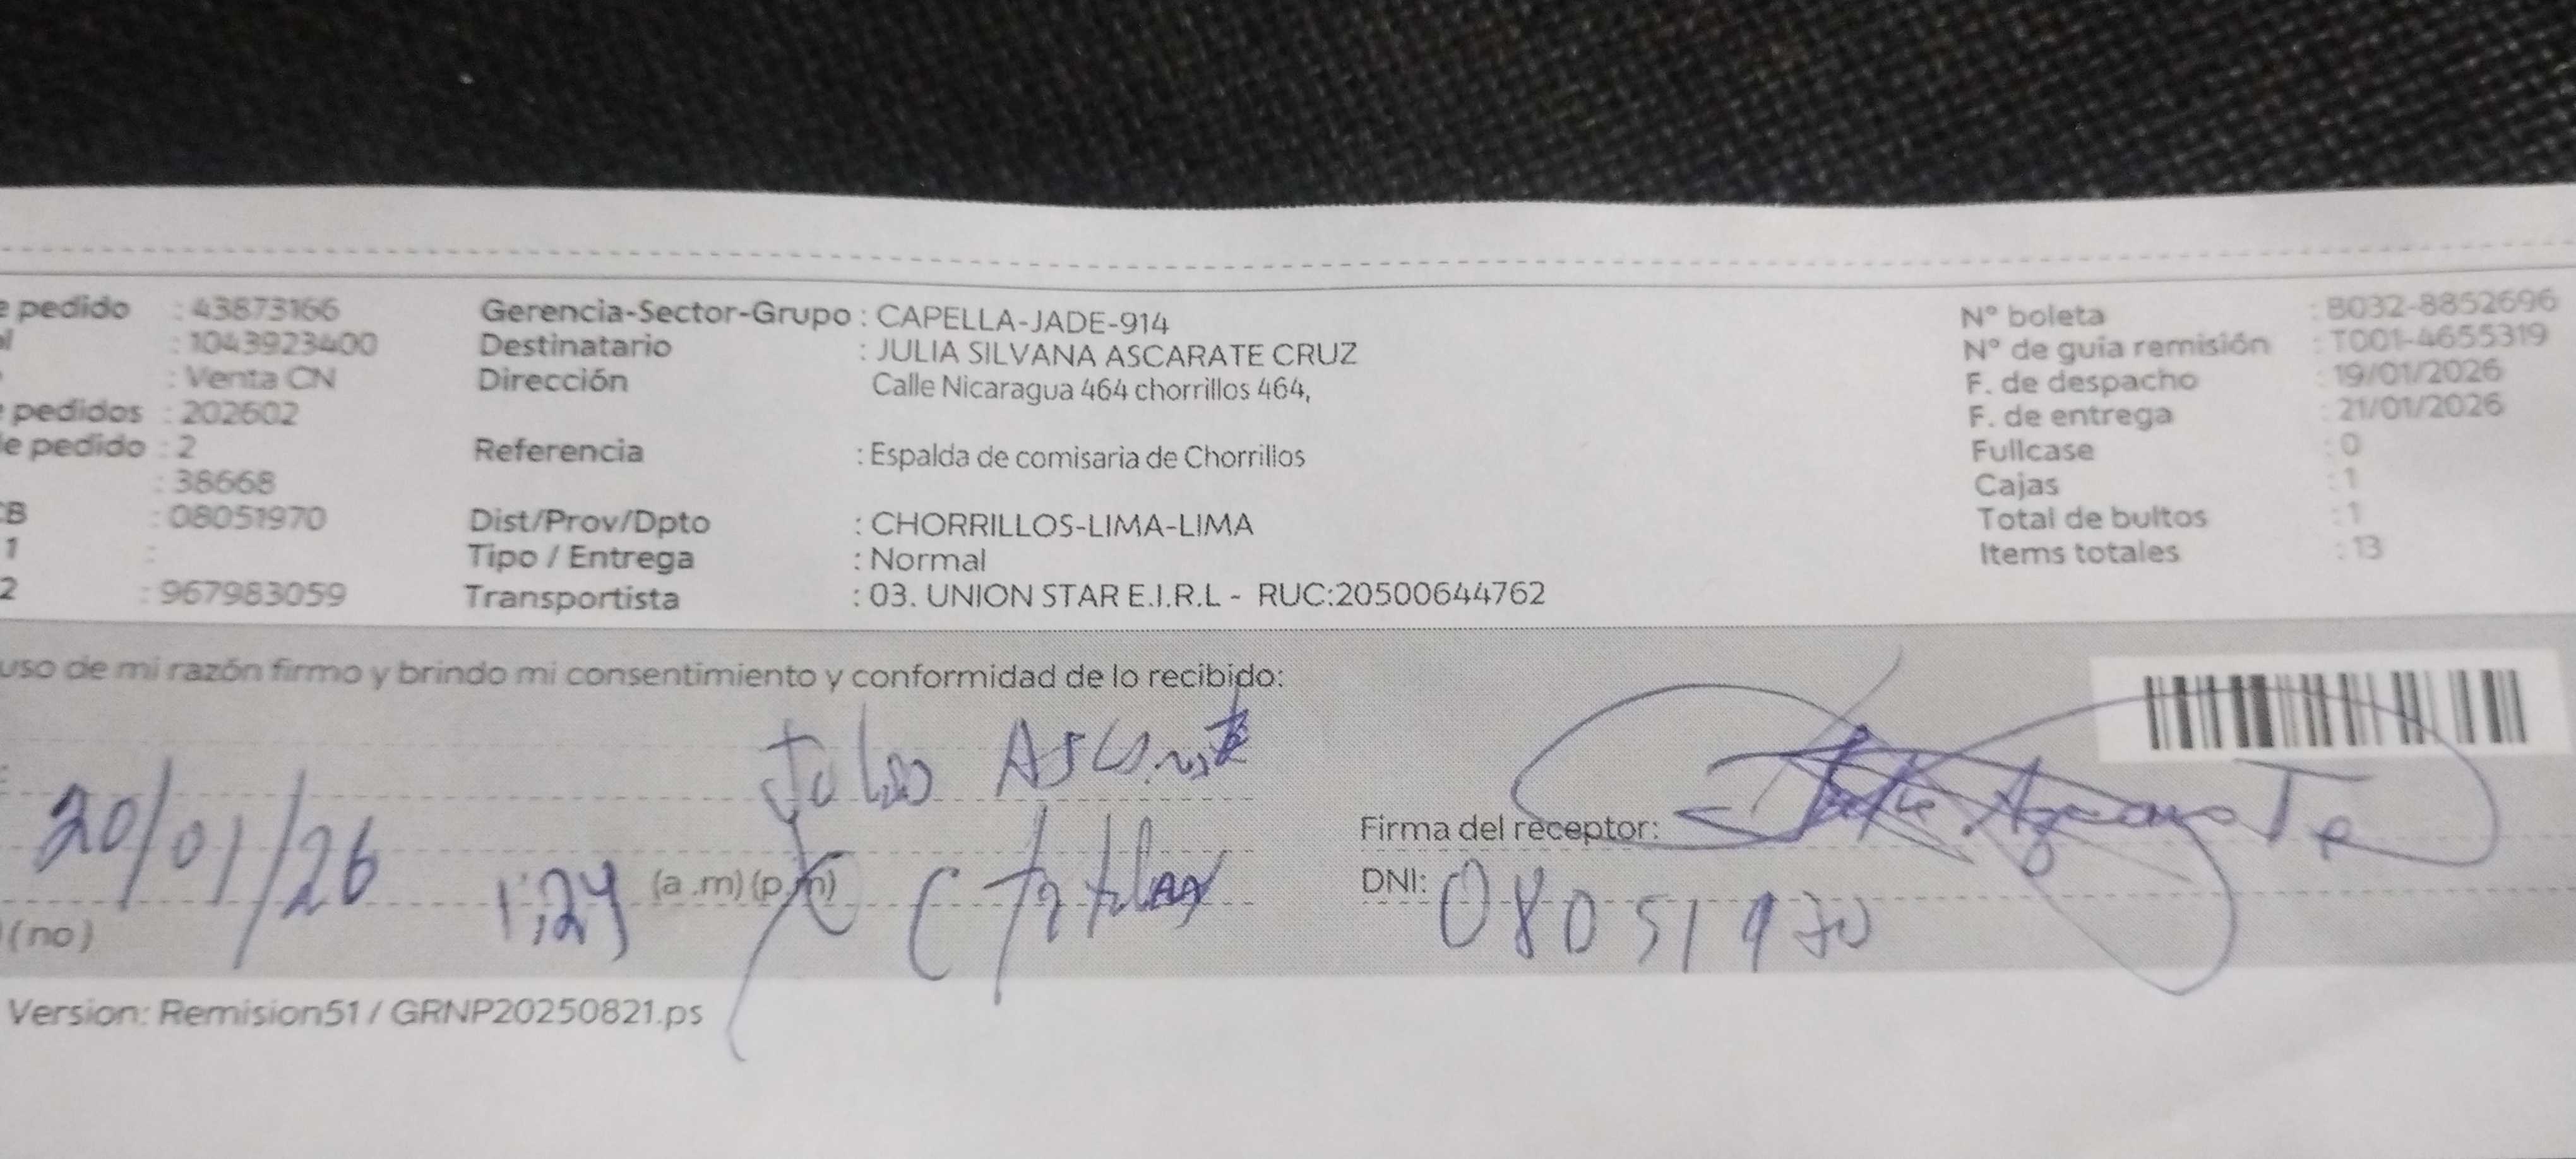 e pedido : 43873166
l : 1043923400
: Venta CN
e pedidos : 202602
le pedido : 2
: 38668
CB : 08051970
1 :
2 : 967983059
Gerencia-Sector-Grupo : CAPELLA-JADE-914
Destinatario : JULIA SILVANA ASCARATE CRUZ
Dirección Calle Nicaragua 464 chorrillos 464,
Referencia : Espalda de comisaria de Chorrillos
Dist/Prov/Dpto : CHORRILLOS-LIMA-LIMA
Tipo / Entrega : Normal
Transportista : 03. UNION STAR E.I.R.L - RUC:20500644762
N° boleta : B032-8852696
N° de guía remisión : T001-4655319
F. de despacho : 19/01/2026
F. de entrega : 21/01/2026
Fullcase : 0
Cajas : 1
Total de bultos : 1
Items totales : 13
uso de mi razón firmo y brindo mi consentimiento y conformidad de lo recibido:
20/01/26
1:24 (a .m) (p.m)
Firma del receptor:
DNI: 08051970
(no)
Version: Remision51 / GRNP20250821.ps